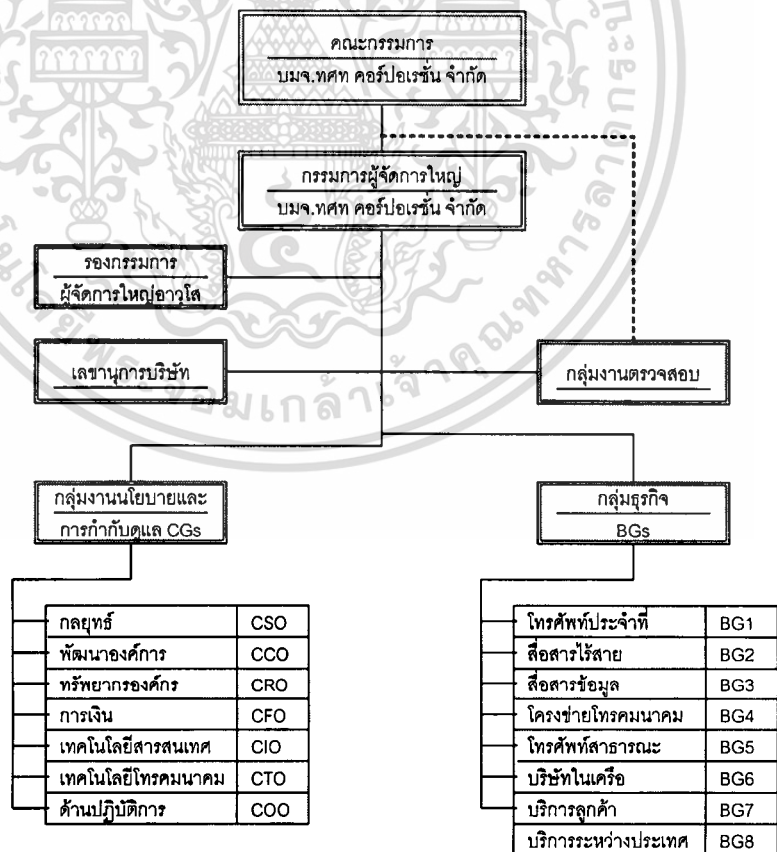 คณะกรรมการ
บมจ.ทศท คอร์ปอเรชั่น จำกัด
กรรมการผู้จัดการใหญ่
บมจ.ทศท คอร์ปอเรชั่น จำกัด
รองกรรมการ
ผู้จัดการใหญ่อาวุโส
เลขานุการบริษัท
กลุ่มงานตรวจสอบ
กลุ่มงานนโยบายและ
การกำกับดูแล CGs
กลุ่มธุรกิจ
BGs
กลยุทธ์ CSO
พัฒนาองค์การ CCO
ทรัพยากรองค์กร CRO
การเงิน CFO
เทคโนโลยีสารสนเทศ CIO
เทคโนโลยีโทรคมนาคม CTO
ด้านปฏิบัติการ COO
โทรศัพท์ประจำที่ BG1
สื่อสารไร้สาย BG2
สื่อสารข้อมูล BG3
โครงข่ายโทรคมนาคม BG4
โทรศัพท์สาธารณะ BG5
บริษัทในเครือ BG6
บริการลูกค้า BG7
บริการระหว่างประเทศ BG8